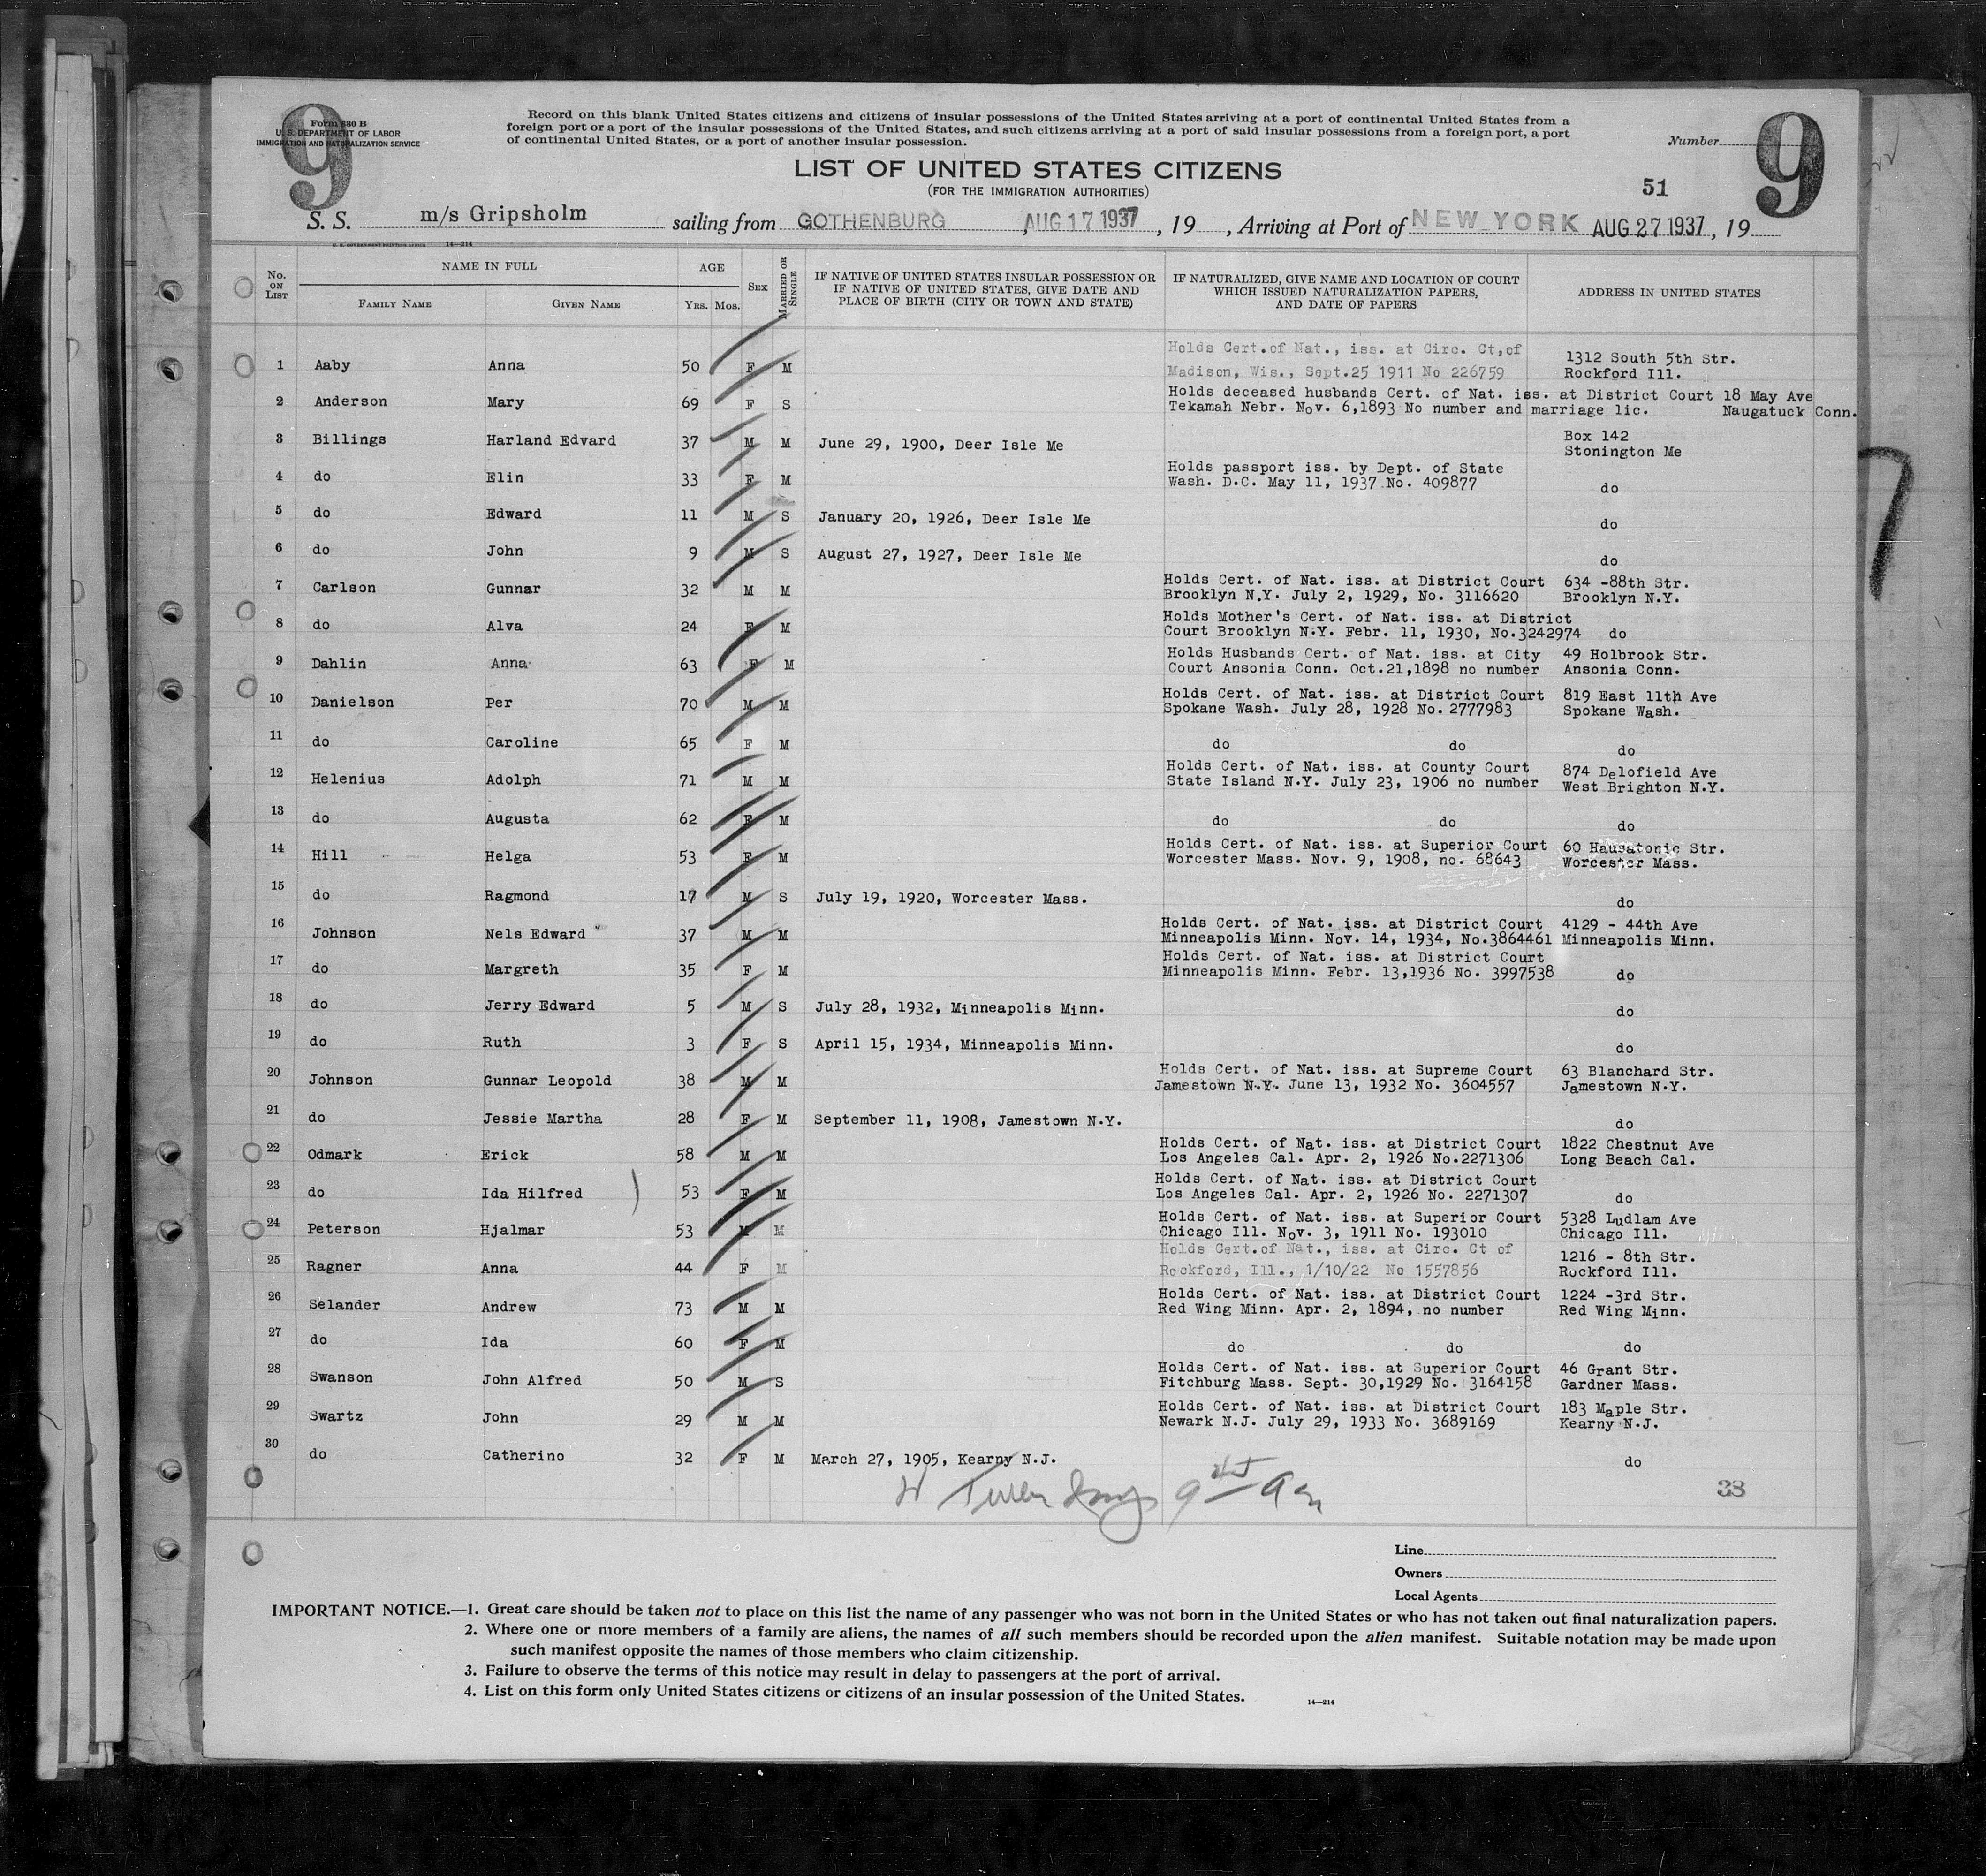 9
Form 630 B
U. S. DEPARTMENT OF LABOR
IMMIGRATION AND NATURALIZATION SERVICE
Record on this blank United States citizens and citizens of insular possessions of the United States arriving at a port of continental United States from a
foreign port or a port of the insular possessions of the United States, and such citizens arriving at a port of said insular possessions from a foreign port, a port
of continental United States, or a port of another insular possession.
Number
9
LIST OF UNITED STATES CITIZENS
(FOR THE IMMIGRATION AUTHORITIES)
51
S. S. m/s Gripsholm sailing from GOTHENBURG , AUG 17 1937 , 19 , Arriving at Port of NEW YORK AUG 27 1937 , 19
U. S. GOVERNMENT PRINTING OFFICE 14—214
No. ON LIST NAME IN FULL AGE SEX MARRIED OR SINGLE IF NATIVE OF UNITED STATES INSULAR POSSESSION OR IF NATIVE OF UNITED STATES, GIVE DATE AND PLACE OF BIRTH (CITY OR TOWN AND STATE) IF NATURALIZED, GIVE NAME AND LOCATION OF COURT WHICH ISSUED NATURALIZATION PAPERS, AND DATE OF PAPERS ADDRESS IN UNITED STATES
FAMILY NAME GIVEN NAME YRS. MOS.
1 Aaby Anna 50 F M Holds Cert.of Nat., iss. at Circ. Ct,of 1312 South 5th Str.
Madison, Wis., Sept.25 1911 No 226759 Rockford Ill.
2 Anderson Mary 69 F S Holds deceased husbands Cert. of Nat. iss. at District Court 18 May Ave
Tekamah Nebr. Nov. 6,1893 No number and marriage lic. Naugatuck Conn.
3 Billings Harland Edvard 37 M M June 29, 1900, Deer Isle Me Box 142
Stonington Me
4 do Elin 33 F M Holds passport iss. by Dept. of State
Wash. D.C. May 11, 1937 No. 409877 do
5 do Edward 11 M S January 20, 1926, Deer Isle Me do
6 do John 9 M S August 27, 1927, Deer Isle Me do
7 Carlson Gunnar 32 M M Holds Cert. of Nat. iss. at District Court 634 -88th Str.
Brooklyn N.Y. July 2, 1929, No. 3116620 Brooklyn N.Y.
8 do Alva 24 F M Holds Mother's Cert. of Nat. iss. at District
Court Brooklyn N.Y. Febr. 11, 1930, No.3242974 do
9 Dahlin Anna 63 F M Holds Husbands Cert. of Nat. iss. at City 49 Holbrook Str.
Court Ansonia Conn. Oct.21,1898 no number Ansonia Conn.
10 Danielson Per 70 M M Holds Cert. of Nat. iss. at District Court 819 East 11th Ave
Spokane Wash. July 28, 1928 No. 2777983 Spokane Wash.
11 do Caroline 65 F M do do do
12 Helenius Adolph 71 M M Holds Cert. of Nat. iss. at County Court 874 Delofield Ave
State Island N.Y. July 23, 1906 no number West Brighton N.Y.
13 do Augusta 62 F M do do do
14 Hill Helga 53 F M Holds Cert. of Nat. iss. at Superior Court 60 Hausatonic Str.
Worcester Mass. Nov. 9, 1908, no. 68643 Worcester Mass.
15 do Ragmond 17 M S July 19, 1920, Worcester Mass. do
16 Johnson Nels Edward 37 M M Holds Cert. of Nat. iss. at District Court 4129 - 44th Ave
Minneapolis Minn. Nov. 14, 1934, No.3864461 Minneapolis Minn.
17 do Margreth 35 F M Holds Cert. of Nat. iss. at District Court
Minneapolis Minn. Febr. 13,1936 No. 3997538 do
18 do Jerry Edward 5 M S July 28, 1932, Minneapolis Minn. do
19 do Ruth 3 F S April 15, 1934, Minneapolis Minn. do
20 Johnson Gunnar Leopold 38 M M Holds Cert. of Nat. iss. at Supreme Court 63 Blanchard Str.
Jamestown N.Y. June 13, 1932 No. 3604557 Jamestown N.Y.
21 do Jessie Martha 28 F M September 11, 1908, Jamestown N.Y. do
22 Odmark Erick 58 M M Holds Cert. of Nat. iss. at District Court 1822 Chestnut Ave
Los Angeles Cal. Apr. 2, 1926 No.2271306 Long Beach Cal.
23 do Ida Hilfred ) 53 F M Holds Cert. of Nat. iss. at District Court
Los Angeles Cal. Apr. 2, 1926 No. 2271307 do
24 Peterson Hjalmar 53 M M Holds Cert. of Nat. iss. at Superior Court 5328 Ludlam Ave
Chicago Ill. Nov. 3, 1911 No. 193010 Chicago Ill.
25 Ragner Anna 44 F M Holds Cert.of Nat., iss. at Circ. Ct of 1216 - 8th Str.
Rockford, Ill., 1/10/22 No 1557856 Rockford Ill.
26 Selander Andrew 73 M M Holds Cert. of Nat. iss. at District Court 1224 -3rd Str.
Red Wing Minn. Apr. 2, 1894, no number Red Wing Minn.
27 do Ida 60 F M do do do
28 Swanson John Alfred 50 M S Holds Cert. of Nat. iss. at Superior Court 46 Grant Str.
Fitchburg Mass. Sept. 30,1929 No. 3164158 Gardner Mass.
29 Swartz John 29 M M Holds Cert. of Nat. iss. at District Court 183 Maple Str.
Newark N.J. July 29, 1933 No. 3689169 Kearny N.J.
30 do Catherino 32 F M March 27, 1905, Kearny N.J. do
38
Line
Owners
Local Agents
IMPORTANT NOTICE.—1. Great care should be taken not to place on this list the name of any passenger who was not born in the United States or who has not taken out final naturalization papers.
2. Where one or more members of a family are aliens, the names of all such members should be recorded upon the alien manifest. Suitable notation may be made upon
such manifest opposite the names of those members who claim citizenship.
3. Failure to observe the terms of this notice may result in delay to passengers at the port of arrival.
4. List on this form only United States citizens or citizens of an insular possession of the United States.
14—214